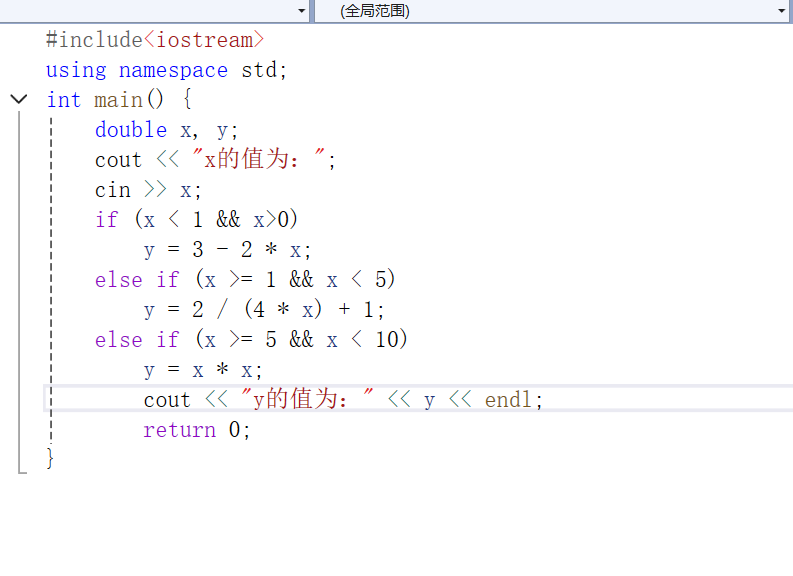 (全局范围)
#include<iostream>
using namespace std;
int main() {
    double x, y;
    cout << "x的值为：";
    cin >> x;
    if (x < 1 && x>0)
        y = 3 - 2 * x;
    else if (x >= 1 && x < 5)
        y = 2 / (4 * x) + 1;
    else if (x >= 5 && x < 10)
        y = x * x;
        cout << "y的值为：" << y << endl;
        return 0;
}